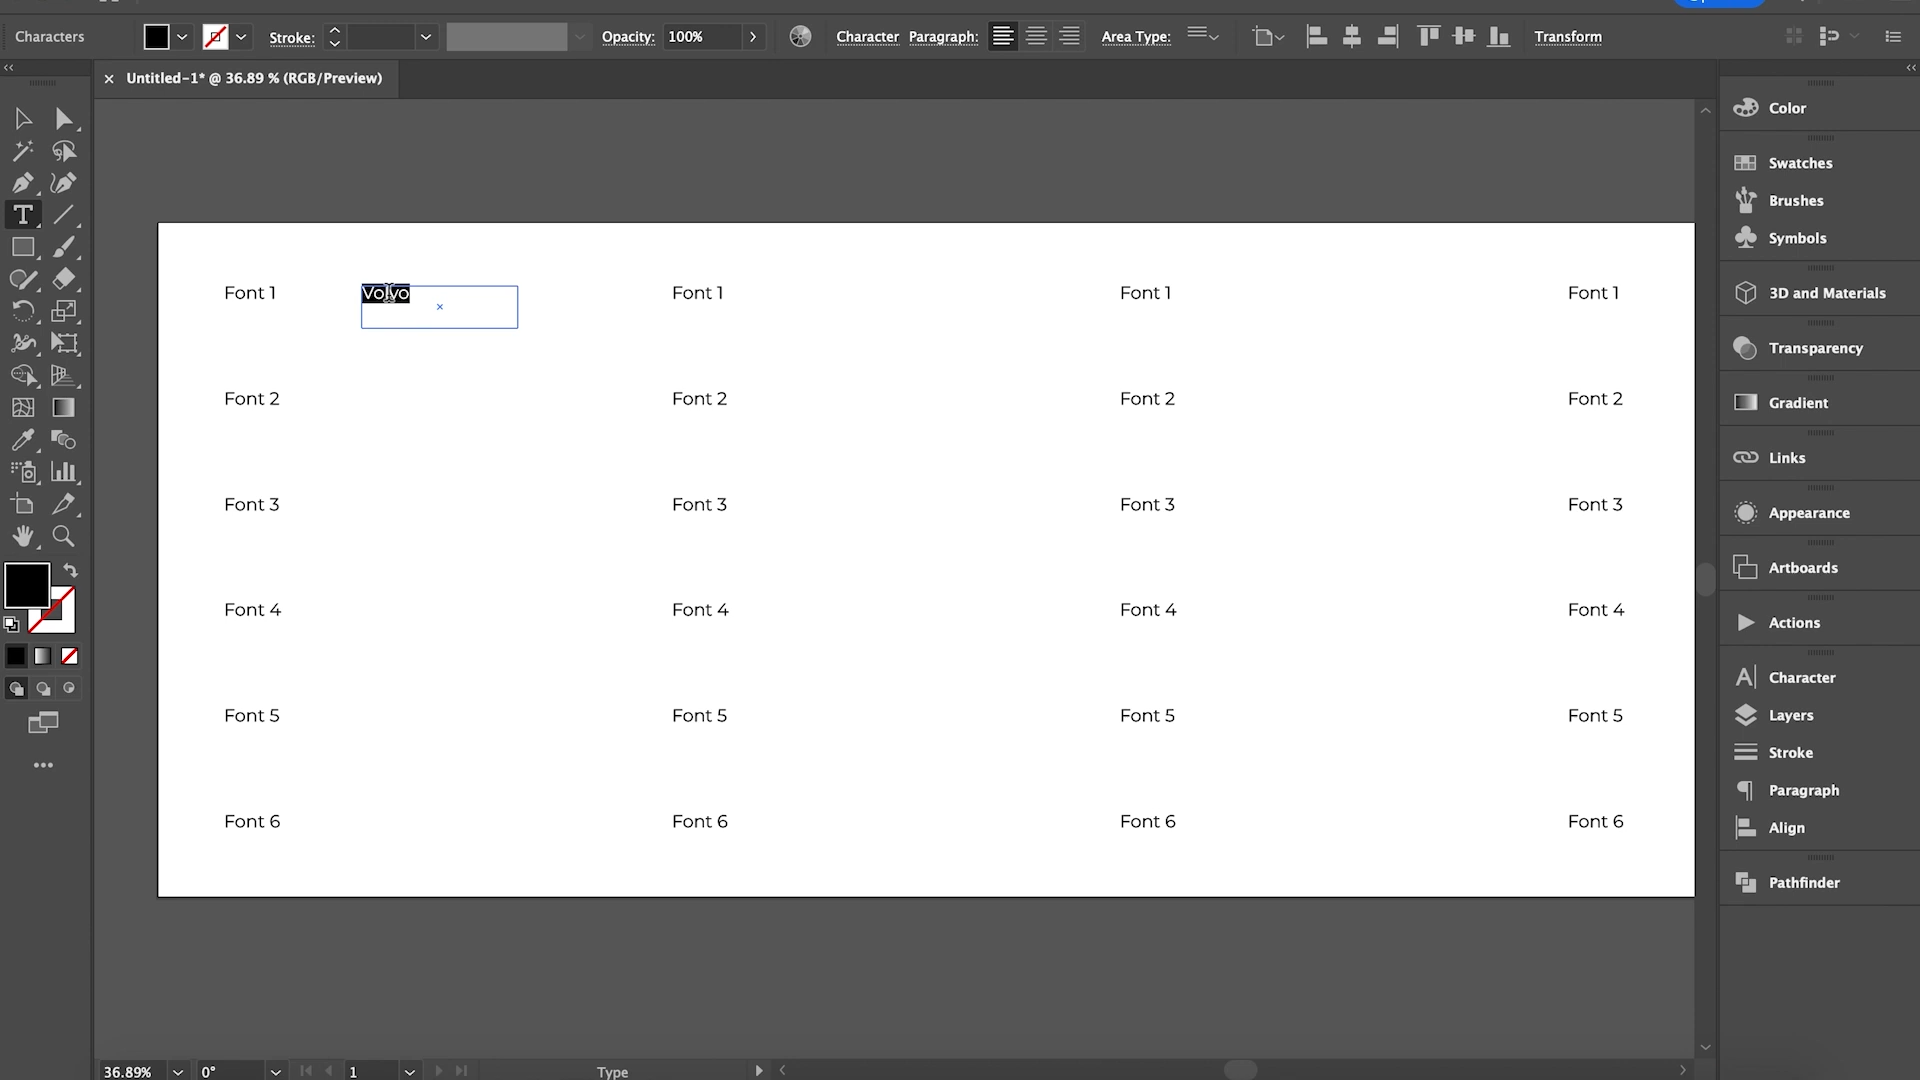 Characters Stroke: Opacity: 100% Character Paragraph: Area Type: Transform
Untitled-1* @ 36.89 % (RGB/Preview)
Font 1 Volvo Font 1 Font 1 Font 1
Font 2 Font 2 Font 2 Font 2
Font 3 Font 3 Font 3 Font 3
Font 4 Font 4 Font 4 Font 4
Font 5 Font 5 Font 5 Font 5
Font 6 Font 6 Font 6 Font 6
Color
Swatches
Brushes
Symbols
3D and Materials
Transparency
Gradient
Links
Appearance
Artboards
Actions
Character
Layers
Stroke
Paragraph
Align
Pathfinder
36.89% 0° 1 Type